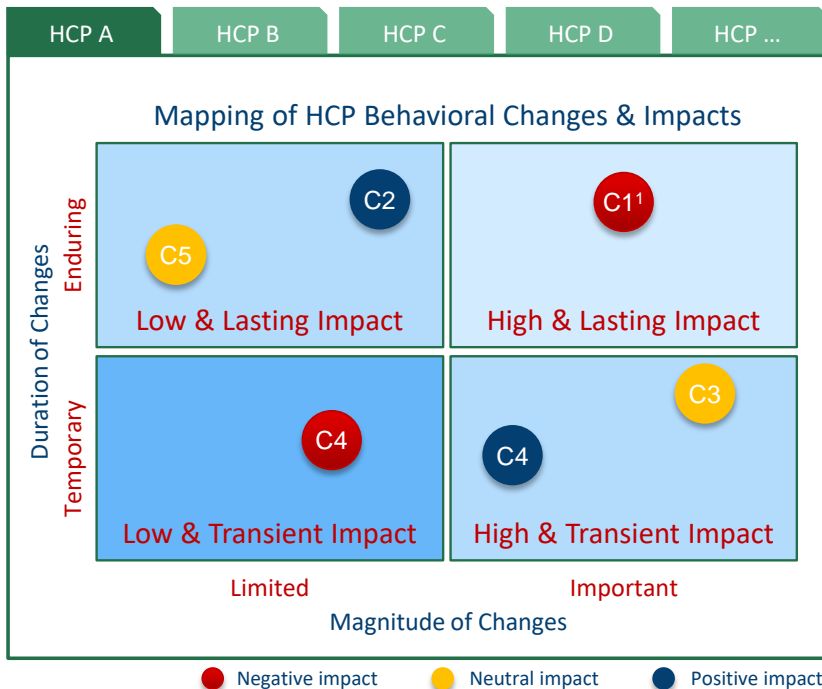 HCP A HCP B HCP C HCP D HCP ...
Mapping of HCP Behavioral Changes & Impacts
Duration of Changes
Enduring
Temporary
C2 C1¹
C5
Low & Lasting Impact High & Lasting Impact
C3
C4 C4
Low & Transient Impact High & Transient Impact
Limited Important
Magnitude of Changes
Negative impact Neutral impact Positive impact